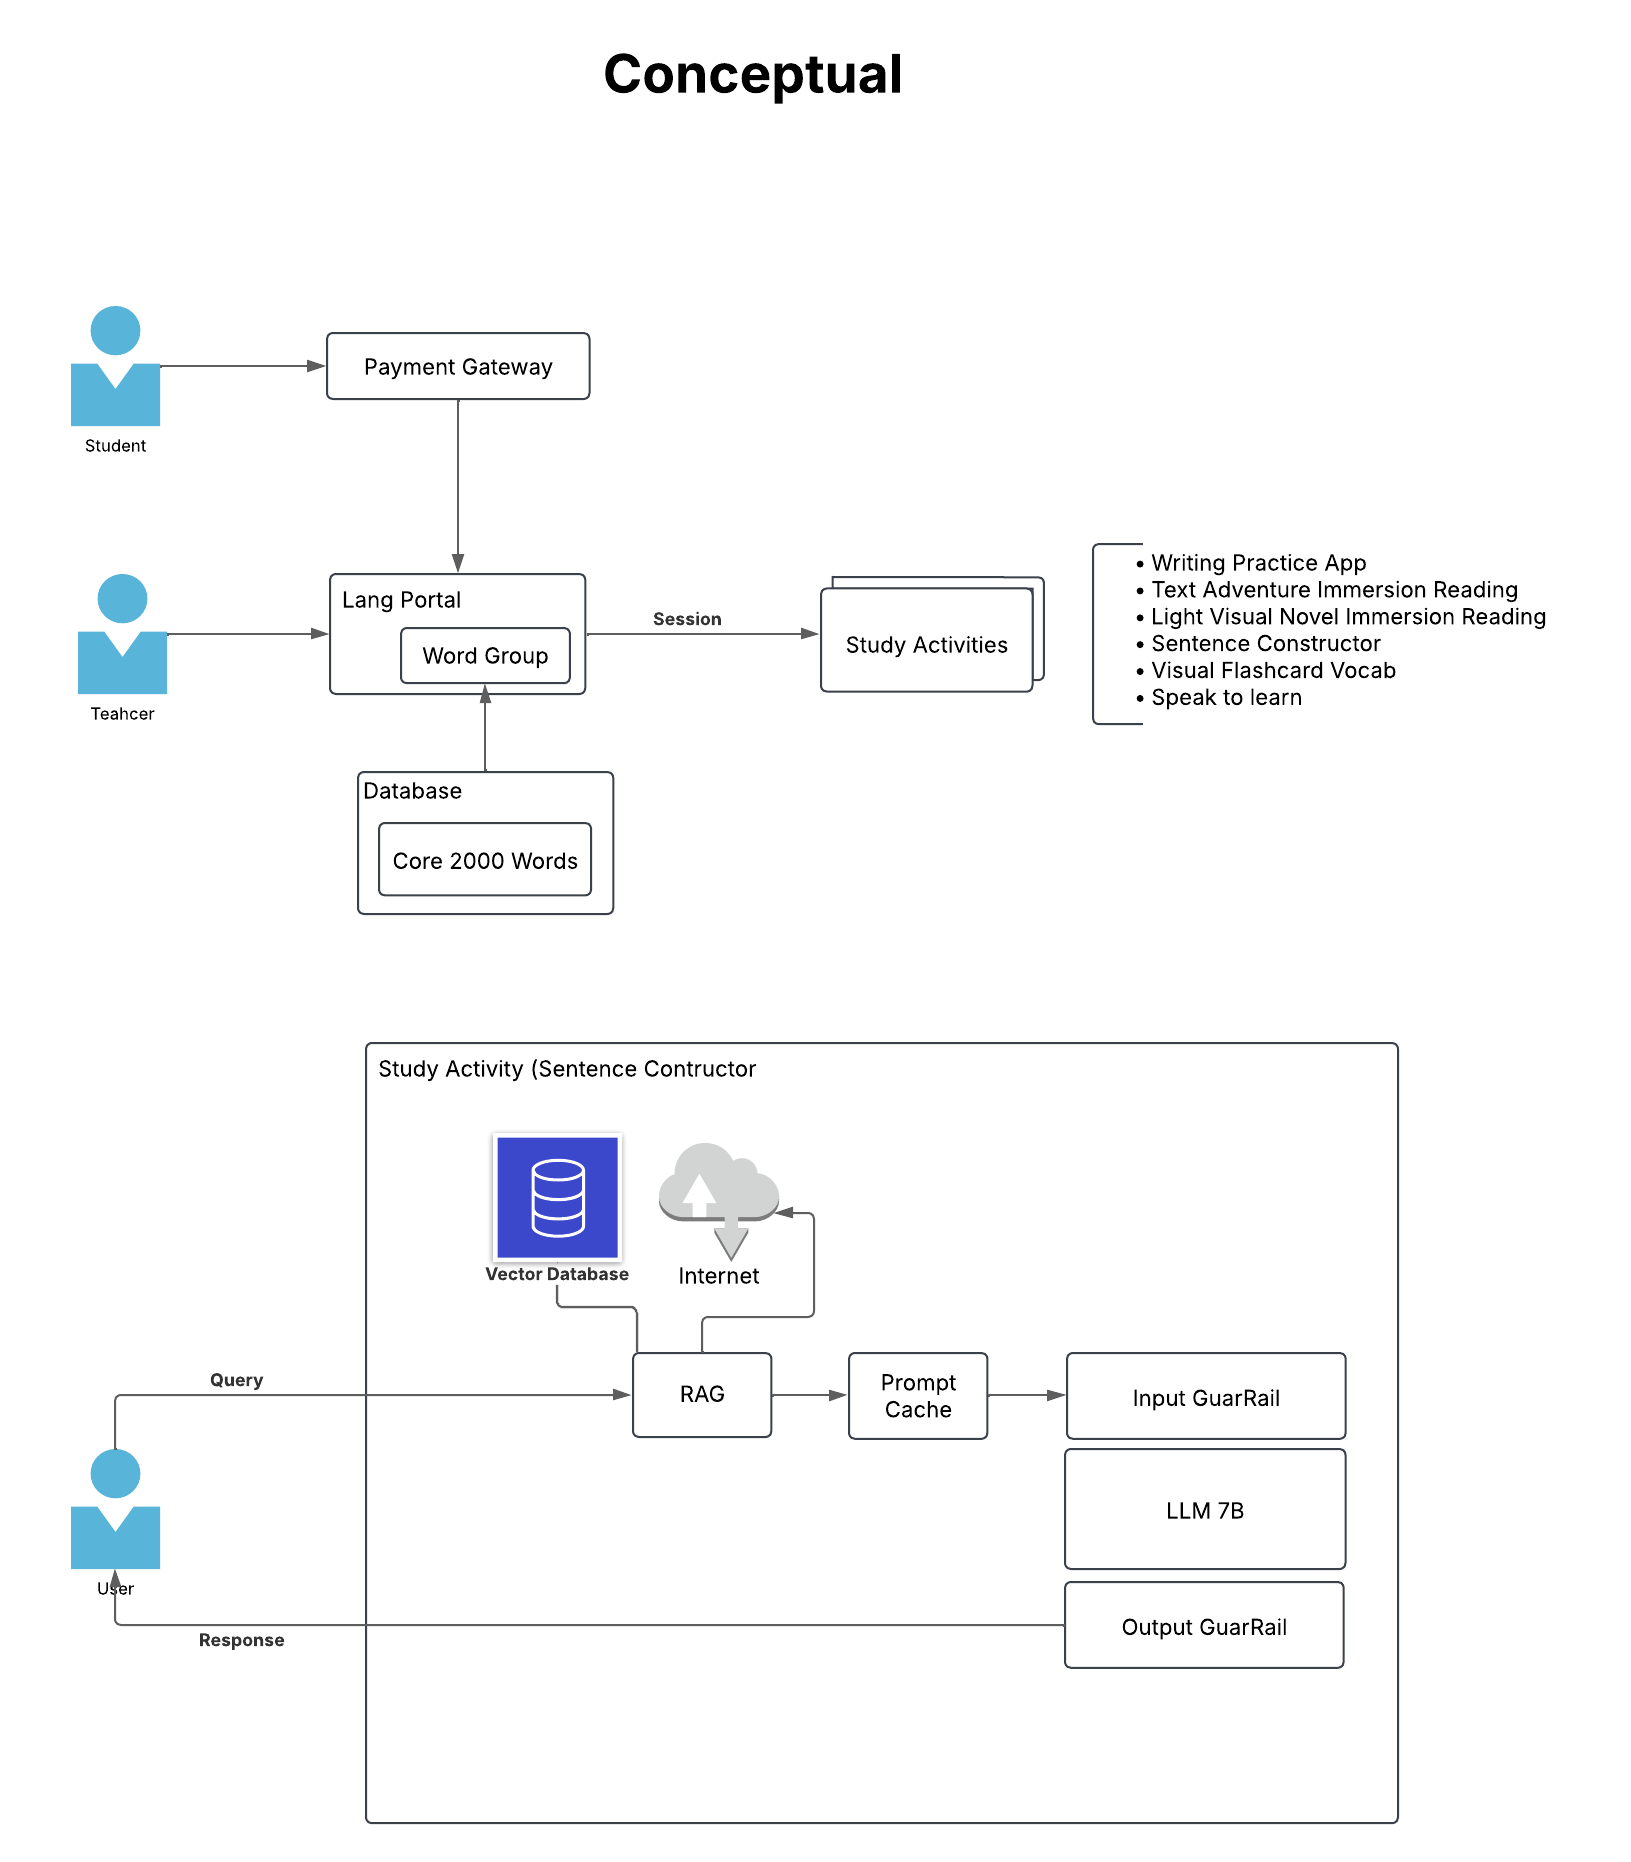 Conceptual
Student
Payment Gateway
Teahcer
Lang Portal
Word Group
Session
Study Activities
• Writing Practice App
• Text Adventure Immersion Reading
• Light Visual Novel Immersion Reading
• Sentence Constructor
• Visual Flashcard Vocab
• Speak to learn
Database
Core 2000 Words
Study Activity (Sentence Contructor
Vector Database
Internet
Query
RAG
Prompt
Cache
Input GuarRail
LLM 7B
User
Output GuarRail
Response